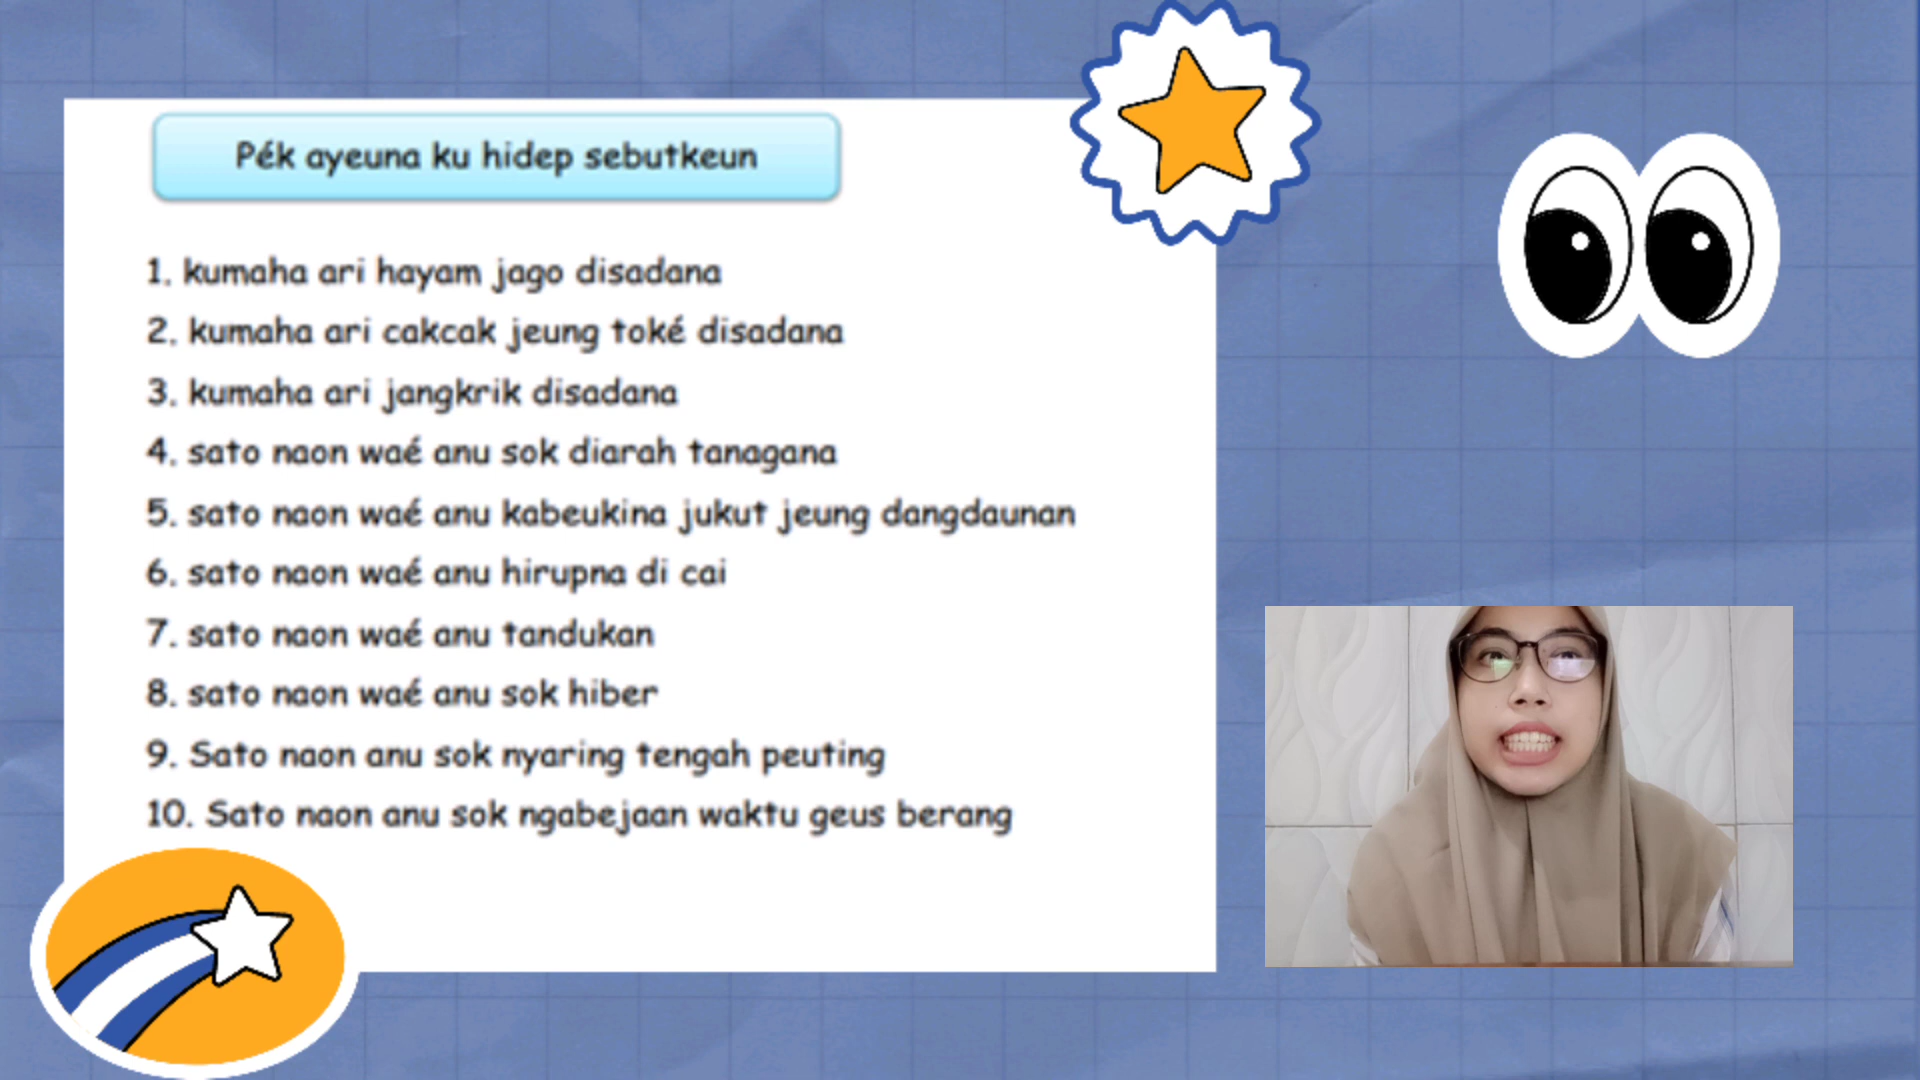 Pék ayeuna ku hidep sebutkeun
1. kumaha ari hayam jago disadana
2. kumaha ari cakcak jeung toké disadana
3. kumaha ari jangkrik disadana
4. sato naon waé anu sok diarah tanagana
5. sato naon waé anu kabeukina jukut jeung dangdaunan
6. sato naon waé anu hirupna di cai
7. sato naon waé anu tandukan
8. sato naon waé anu sok hiber
9. Sato naon anu sok nyaring tengah peuting
10. Sato naon anu sok ngabejaan waktu geus berang